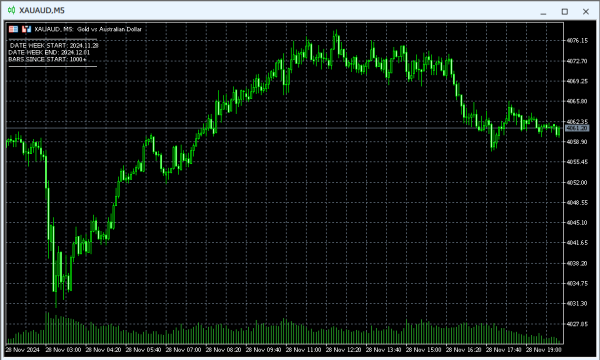 XAUAUD,M5
XAUAUD, M5: Gold vs Australian Dollar
DATE WEEK START: 2024.11.28
DATE WEEK END: 2024.12.01
BARS SINCE START: 1000+
4076.15
4072.70
4069.25
4065.80
4062.35
4061.20
4058.90
4055.45
4052.00
4048.55
4045.10
4041.65
4038.20
4034.75
4031.30
4027.85
28 Nov 2024
28 Nov 03:00
28 Nov 04:20
28 Nov 05:40
28 Nov 07:00
28 Nov 08:20
28 Nov 09:40
28 Nov 11:00
28 Nov 12:20
28 Nov 13:40
28 Nov 15:00
28 Nov 16:20
28 Nov 17:40
28 Nov 19:00